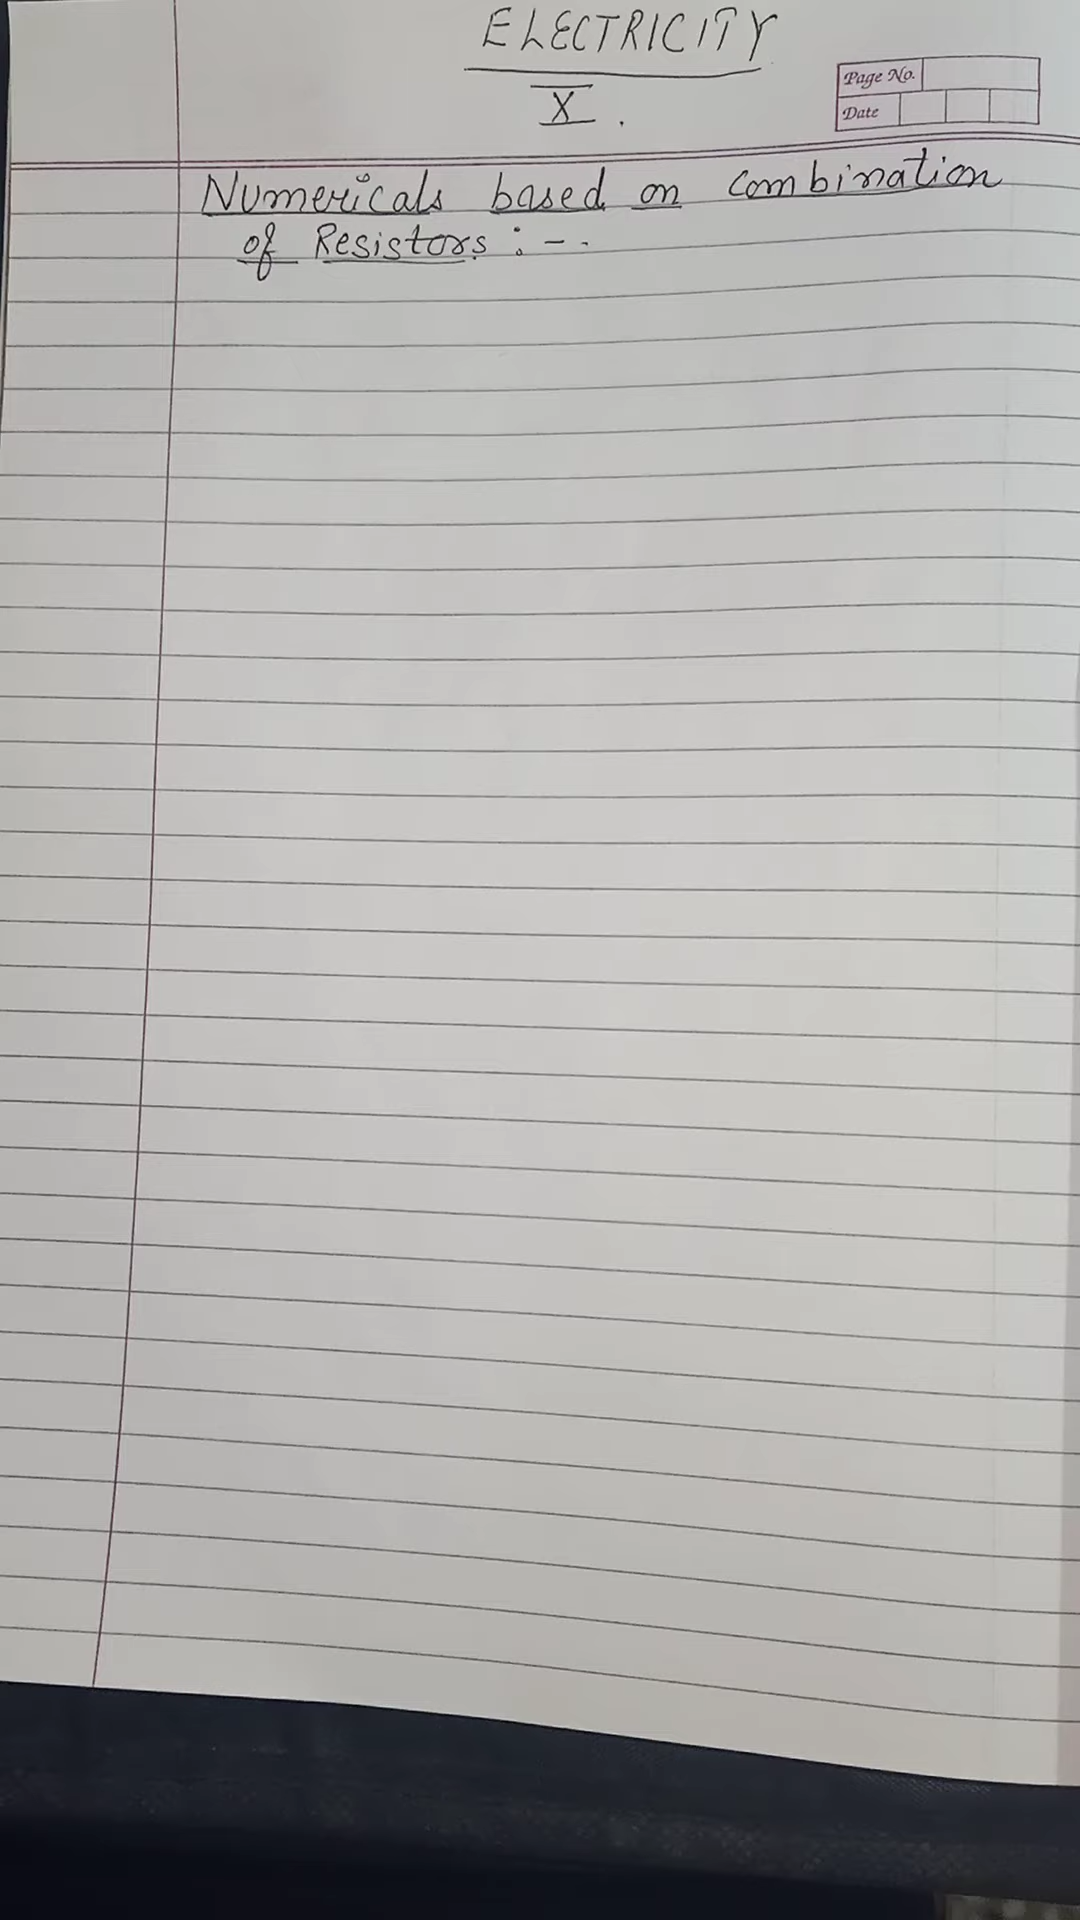 ELECTRICITY
X.
Page No.
Date
Numericals based on combination
of Resistors :-.